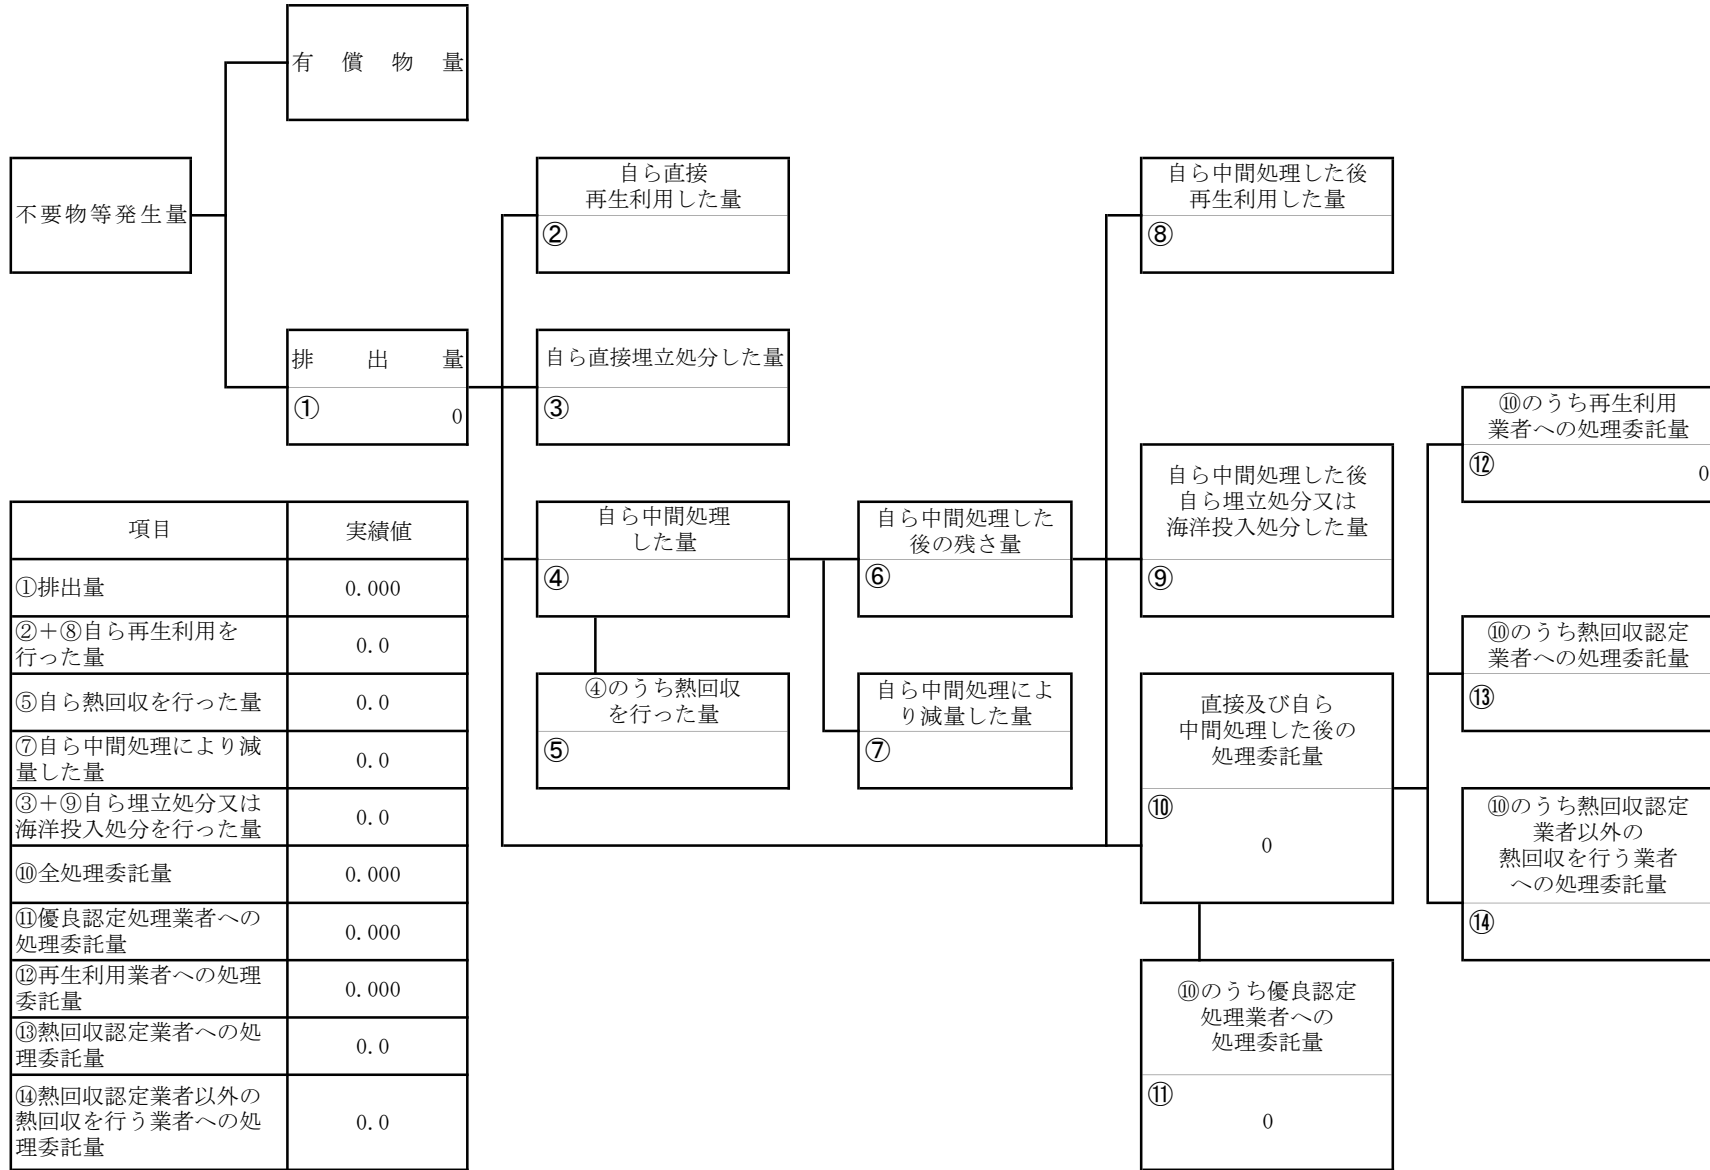 有償物量
不要物等発生量
自ら直接
再生利用した量
②
自ら中間処理した後
再生利用した量
⑧
排出量
①
0
自ら直接埋立処分した量
③
⑩のうち再生利用
業者への処理委託量
⑫
0
自ら中間処理
した量
④
自ら中間処理した
後の残さ量
⑥
自ら中間処理した後
自ら埋立処分又は
海洋投入処分した量
⑨
⑩のうち熱回収認定
業者への処理委託量
⑬
④のうち熱回収
を行った量
⑤
自ら中間処理によ
り減量した量
⑦
直接及び自ら
中間処理した後の
処理委託量
⑩
0
⑩のうち熱回収認定
業者以外の
熱回収を行う業者
への処理委託量
⑭
⑩のうち優良認定
処理業者への
処理委託量
⑪
0
項目 実績値
①排出量 0.000
②＋⑧自ら再生利用を
行った量 0.0
⑤自ら熱回収を行った量 0.0
⑦自ら中間処理により減
量した量 0.0
③＋⑨自ら埋立処分又は
海洋投入処分を行った量 0.0
⑩全処理委託量 0.000
⑪優良認定処理業者への
処理委託量 0.000
⑫再生利用業者への処理
委託量 0.000
⑬熱回収認定業者への処
理委託量 0.0
⑭熱回収認定業者以外の
熱回収を行う業者への処
理委託量 0.0